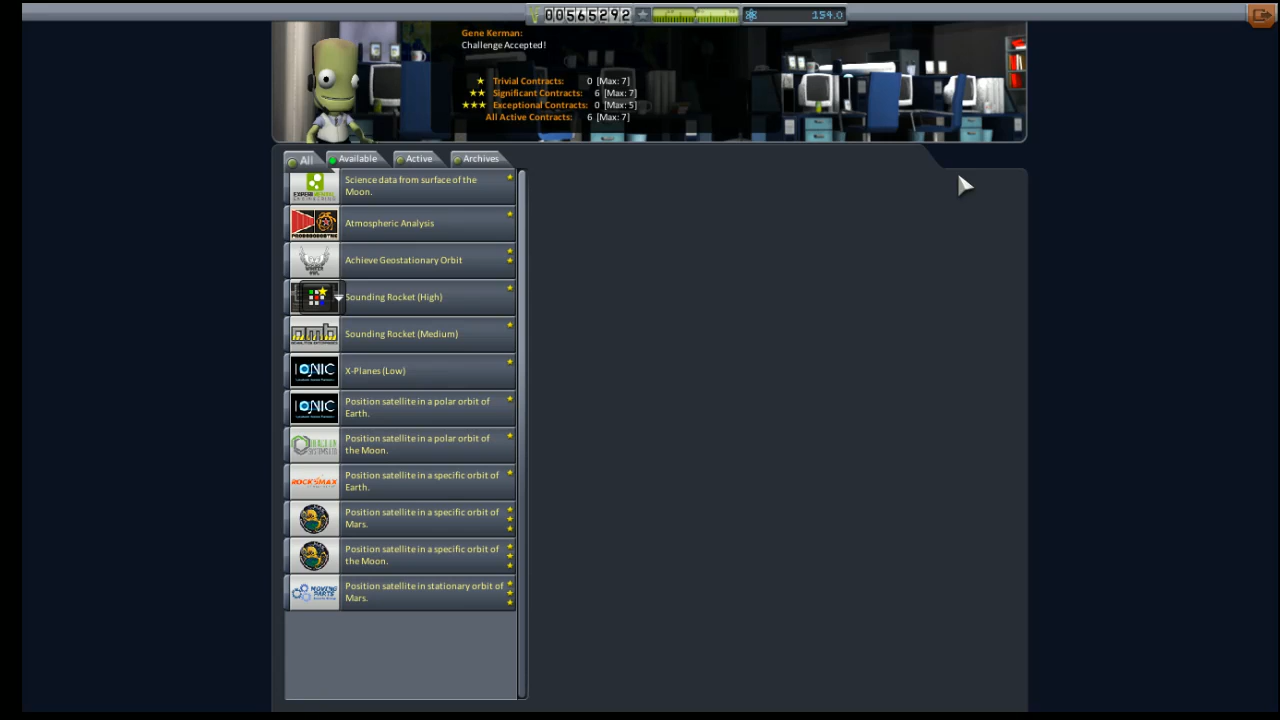 00565292
154.0
Gene Kerman:
Challenge Accepted!
Trivial Contracts: 0 [Max: 7]
Significant Contracts: 6 [Max: 7]
Exceptional Contracts: 0 [Max: 5]
All Active Contracts: 6 [Max: 7]
All
Available
Active
Archives
Science data from surface of the
Moon.
Atmospheric Analysis
Achieve Geostationary Orbit
Sounding Rocket (High)
Sounding Rocket (Medium)
IONIC
X-Planes (Low)
IONIC
Position satellite in a polar orbit of
Earth.
Position satellite in a polar orbit of
the Moon.
ROCKSMAX
Position satellite in a specific orbit of
Earth.
Position satellite in a specific orbit of
Mars.
Position satellite in a specific orbit of
the Moon.
MOVING
PARTS
Position satellite in stationary orbit of
Mars.